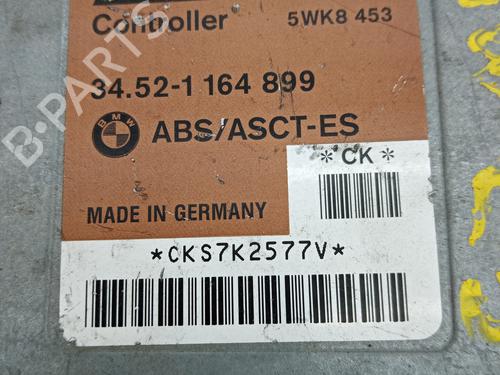 Controller 5WK8 453
34.52-1 164 899
BMW ABS/ASCT-ES
*CK*
MADE IN GERMANY
*CKS7K2577V*
B-PARTS